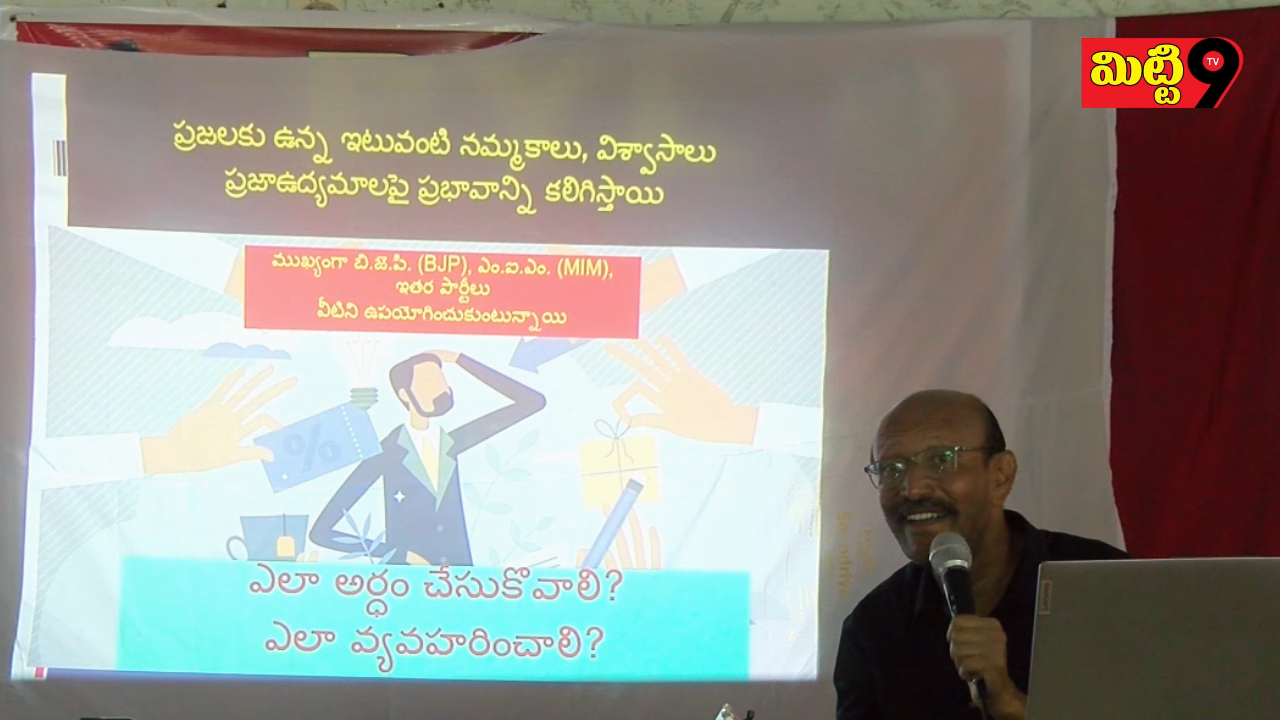 మిట్టి9
TV
ప్రజలకు ఉన్న ఇటువంటి నమ్మకాలు, విశ్వాసాలు
ప్రజాఉద్యమాలపై ప్రభావాన్ని కలిగిస్తాయి
ముఖ్యంగా బి.జె.పి. (BJP), ఎం.ఐ.ఎం. (MIM),
ఇతర పార్టీలు
వీటిని ఉపయోగించుకుంటున్నాయి
%
ఎలా అర్ధం చేసుకొవాలి?
ఎలా వ్యవహరించాలి?